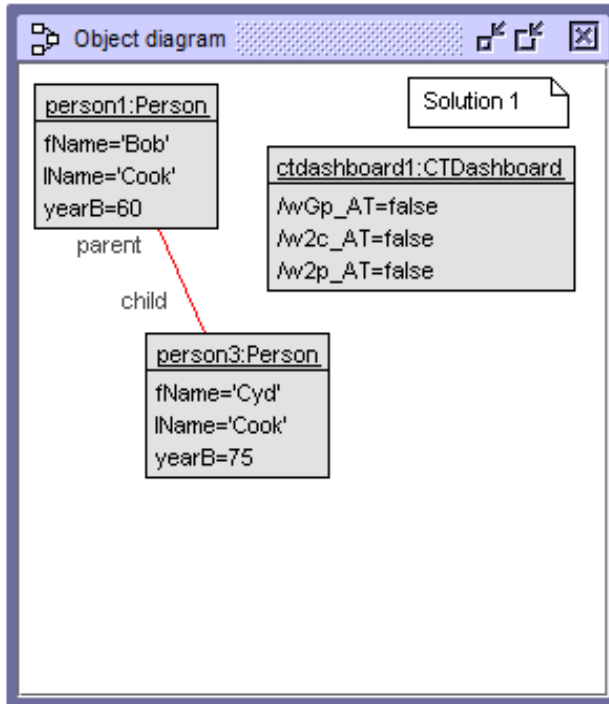 Object diagram
person1:Person
fName='Bob'
lName='Cook'
yearB=60
Solution 1
ctdashboard1:CTDashboard
/wGp_AT=false
/w2c_AT=false
/w2p_AT=false
parent
child
person3:Person
fName='Cyd'
lName='Cook'
yearB=75